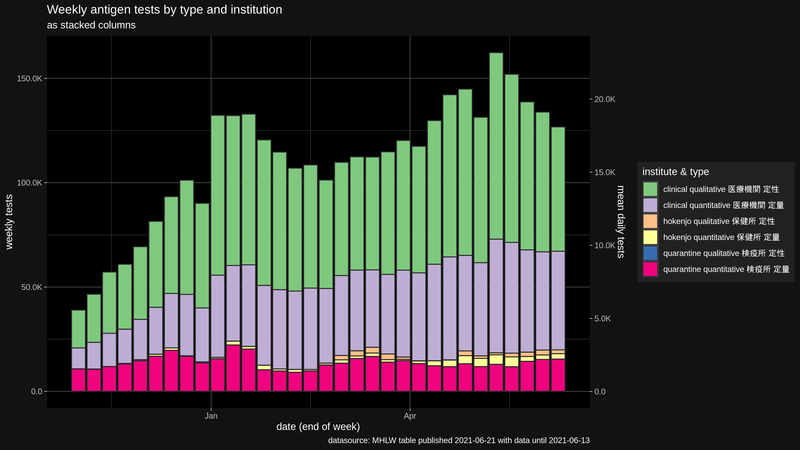 Weekly antigen tests by type and institution
as stacked columns
weekly tests
150.0K
100.0K
50.0K
0.0
20.0K
15.0K
10.0K
5.0K
0.0
mean daily tests
Jan
Apr
date (end of week)
datasource: MHLW table published 2021-06-21 with data until 2021-06-13
institute & type
clinical qualitative 医療機関 定性
clinical quantitative 医療機関 定量
hokenjo qualitative 保健所 定性
hokenjo quantitative 保健所 定量
quarantine qualitative 検疫所 定性
quarantine quantitative 検疫所 定量